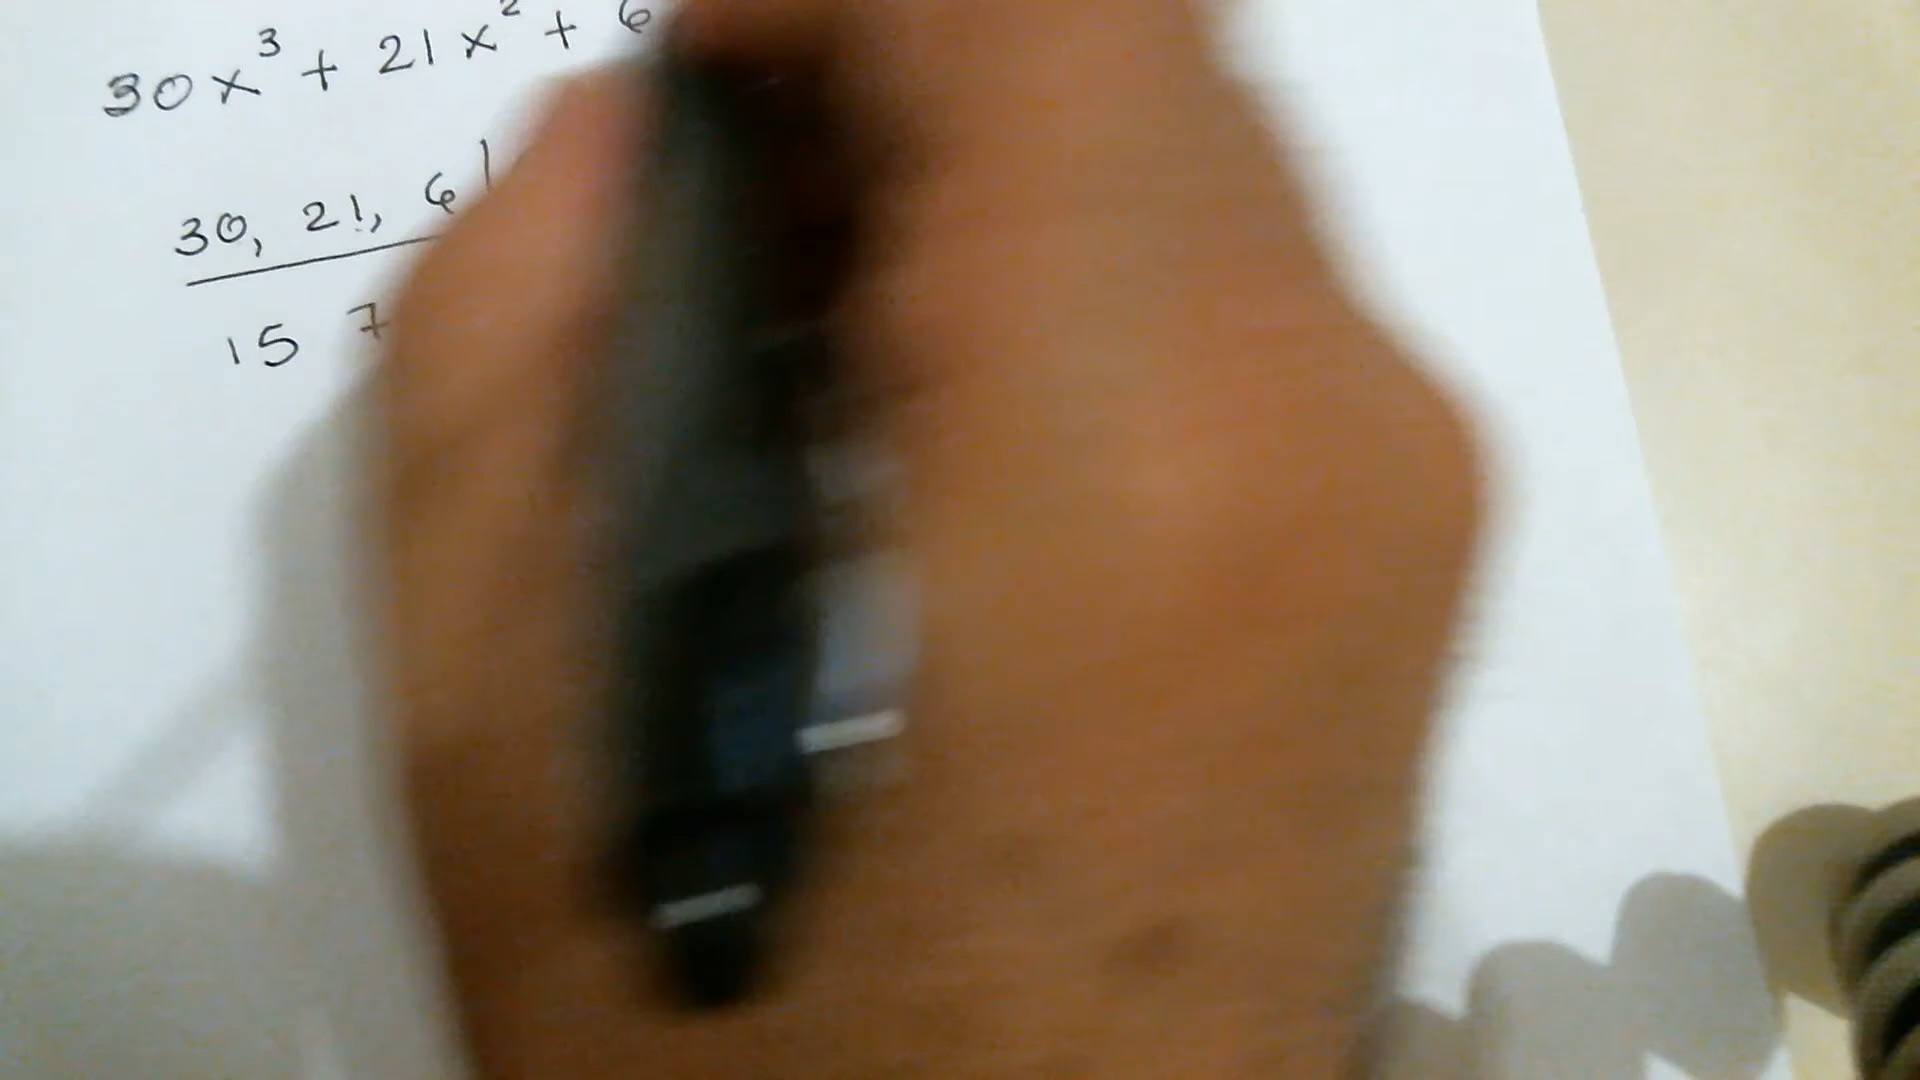 30x³ + 21x² + 6
30, 21, 6 |
15 7